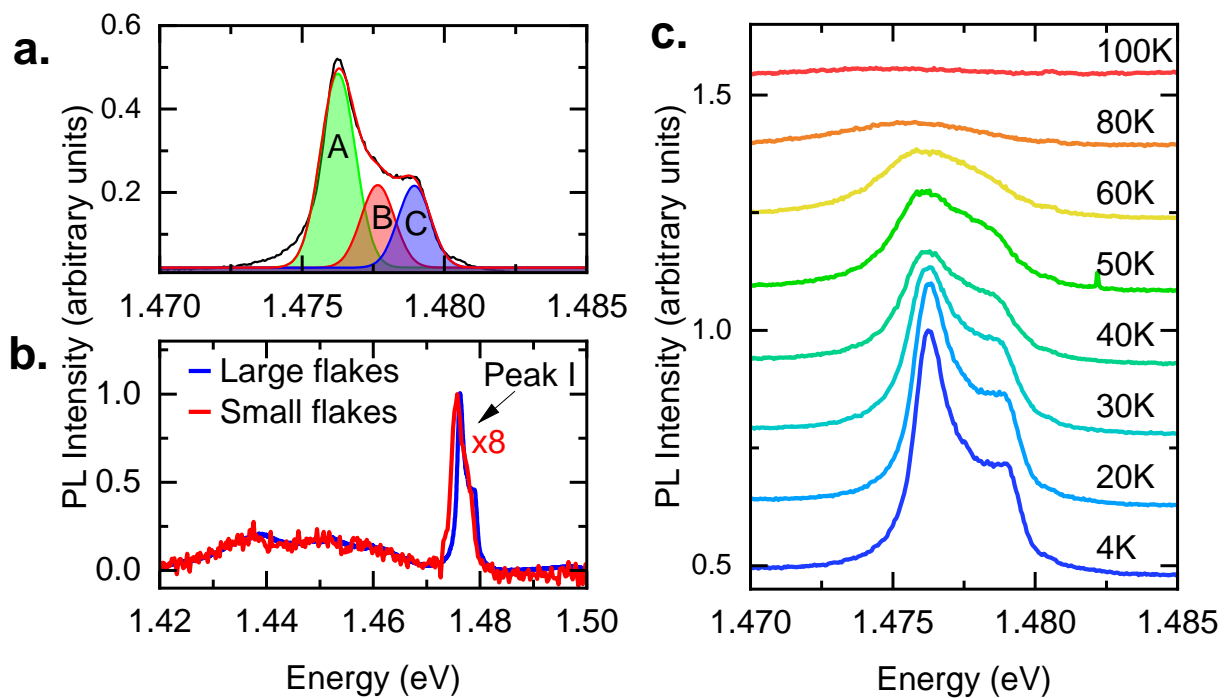 a.
PL Intensity (arbitrary units)
0.6
0.4
0.2
A
B
C
1.470
1.475
1.480
1.485
b.
1.0
0.5
0.0
Large flakes
Small flakes
Peak I
x8
1.42
1.44
1.46
1.48
1.50
Energy (eV)
c.
PL Intensity (arbitrary units)
1.5
1.0
0.5
100K
80K
60K
50K
40K
30K
20K
4K
1.470
1.475
1.480
1.485
Energy (eV)